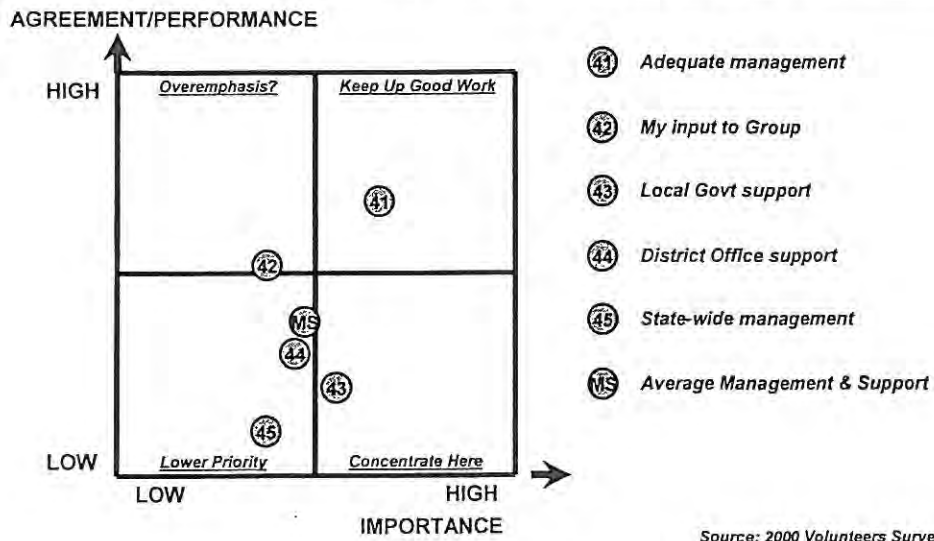 AGREEMENT/PERFORMANCE
HIGH
Overemphasis?
Keep Up Good Work
41
42
MS
44
43
45
LOW
Lower Priority
Concentrate Here
LOW
HIGH
IMPORTANCE
41 Adequate management
42 My input to Group
43 Local Govt support
44 District Office support
45 State-wide management
MS Average Management & Support
Source: 2000 Volunteers Surve